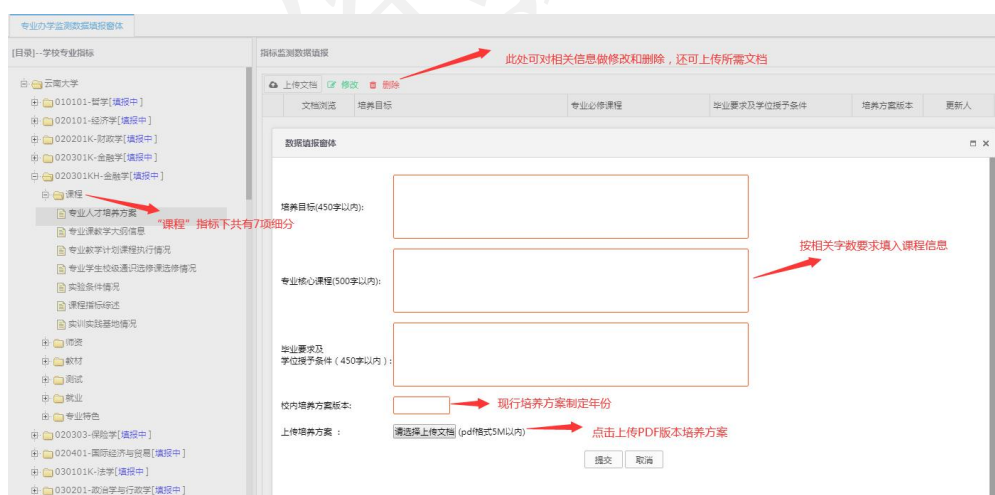 专业办学监测数据填报窗体
[目录]--学校专业指标
云南大学
010101-哲学[填报中]
020101-经济学[填报中]
020201K-财政学[填报中]
020301K-金融学[填报中]
020301KH-金融学[填报中]
课程
专业人才培养方案
专业课教学大纲信息
专业教学计划课程执行情况
专业学生校级通识选修课选修情况
实验条件情况
课程指标综述
实训实践基地情况
师资
教材
测试
就业
专业特色
020303-保险学[填报中]
020401-国际经济与贸易[填报中]
030101K-法学[填报中]
030201-政治学与行政学[填报中]
“课程”指标下共有7项细分
指标监测数据填报
此处可对相关信息做修改和删除，还可上传所需文档
上传文档 修改 删除
文档浏览 培养目标 专业必修课程 毕业要求及学位授予条件 培养方案版本 更新人
数据填报窗体
培养目标(450字以内):
专业核心课程(500字以内):
按相关字数要求填入课程信息
毕业要求及
学位授予条件（450字以内）:
校内培养方案版本:
现行培养方案制定年份
上传培养方案 ：
请选择上传文档 (pdf格式5M以内)
点击上传PDF版本培养方案
提交 取消